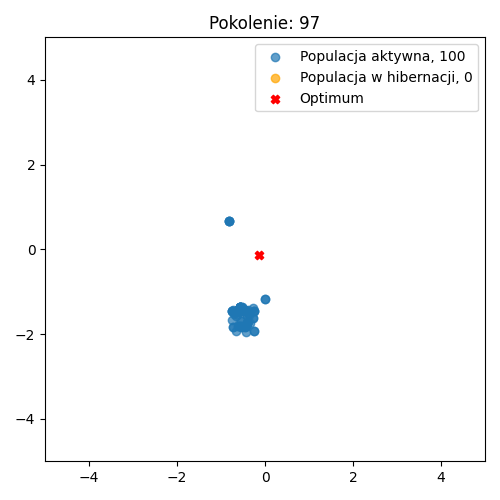 Pokolenie: 97
Populacja aktywna, 100
Populacja w hibernacji, 0
Optimum
4
2
0
−2
−4
−4 −2 0 2 4